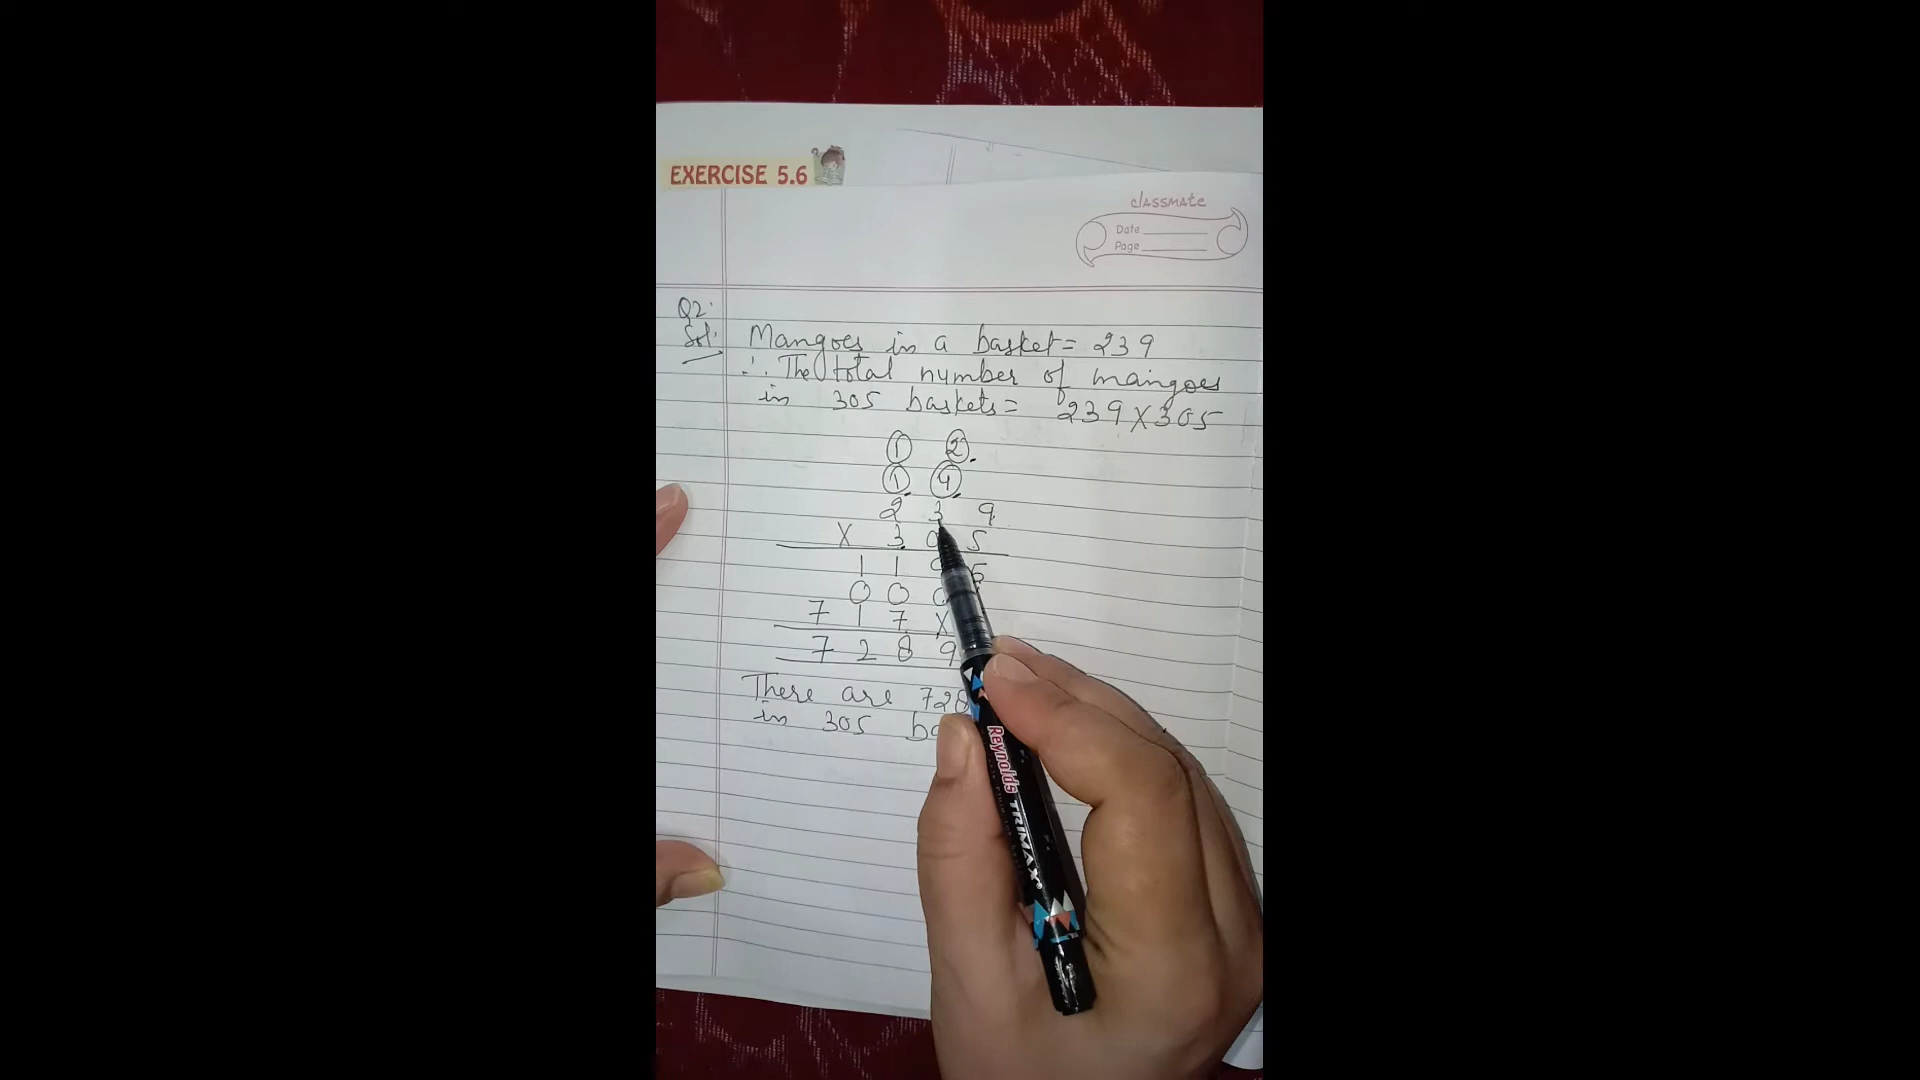 EXERCISE 5.6
classmate
Date
Page
Q2.
Sol. Mangoes in a basket = 239
∴ The total number of mangoes
in 305 baskets = 239 X 305
1 2
1 4
2 3 9
X 3 0 5
1 1 9 5
0 0 0
7 1 7 X
7 2 8 9
There are 728
in 305 ba
Reynolds TRIMAX